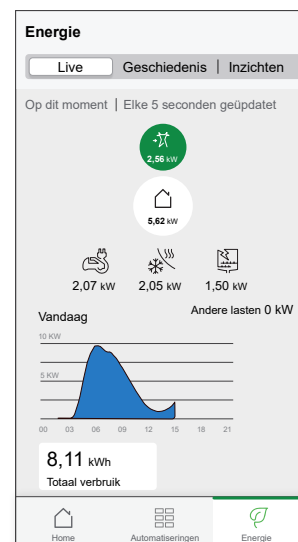 Energie
Live Geschiedenis | Inzichten
Op dit moment | Elke 5 seconden geüpdatet
2,56 kW
5,62 kW
2,07 kW 2,05 kW 1,50 kW
Andere lasten 0 kW
Vandaag
10 KW
5 KW
00 03 06 09 12 15 18 21
8,11 kWh
Totaal verbruik
Home Automatiseringen Energie